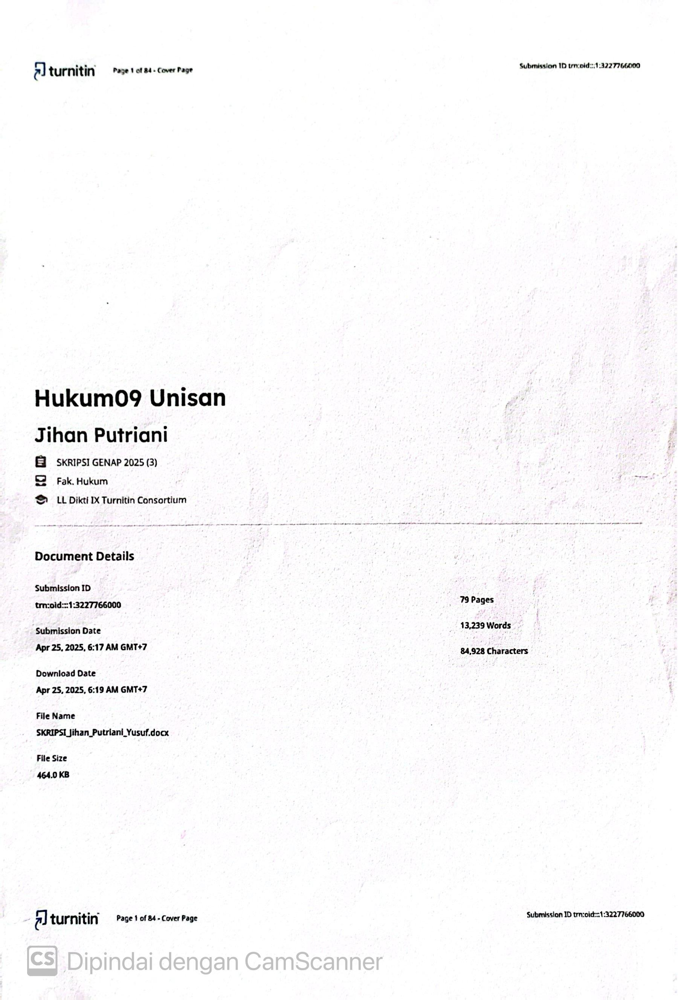 turnitin Page 1 of 84 - Cover Page Submission ID trn:oid:::1:3227766000
Hukum09 Unisan
Jihan Putriani
SKRIPSI GENAP 2025 (3)
Fak. Hukum
LL Dikti IX Turnitin Consortium
Document Details
Submission ID
trn:oid:::1:3227766000
Submission Date
Apr 25, 2025, 6:17 AM GMT+7
Download Date
Apr 25, 2025, 6:19 AM GMT+7
File Name
SKRIPSI_Jihan_Putriani_Yusuf.docx
File Size
464.0 KB
79 Pages
13,239 Words
84,928 Characters
turnitin Page 1 of 84 - Cover Page Submission ID trn:oid:::1:3227766000
CS Dipindai dengan CamScanner